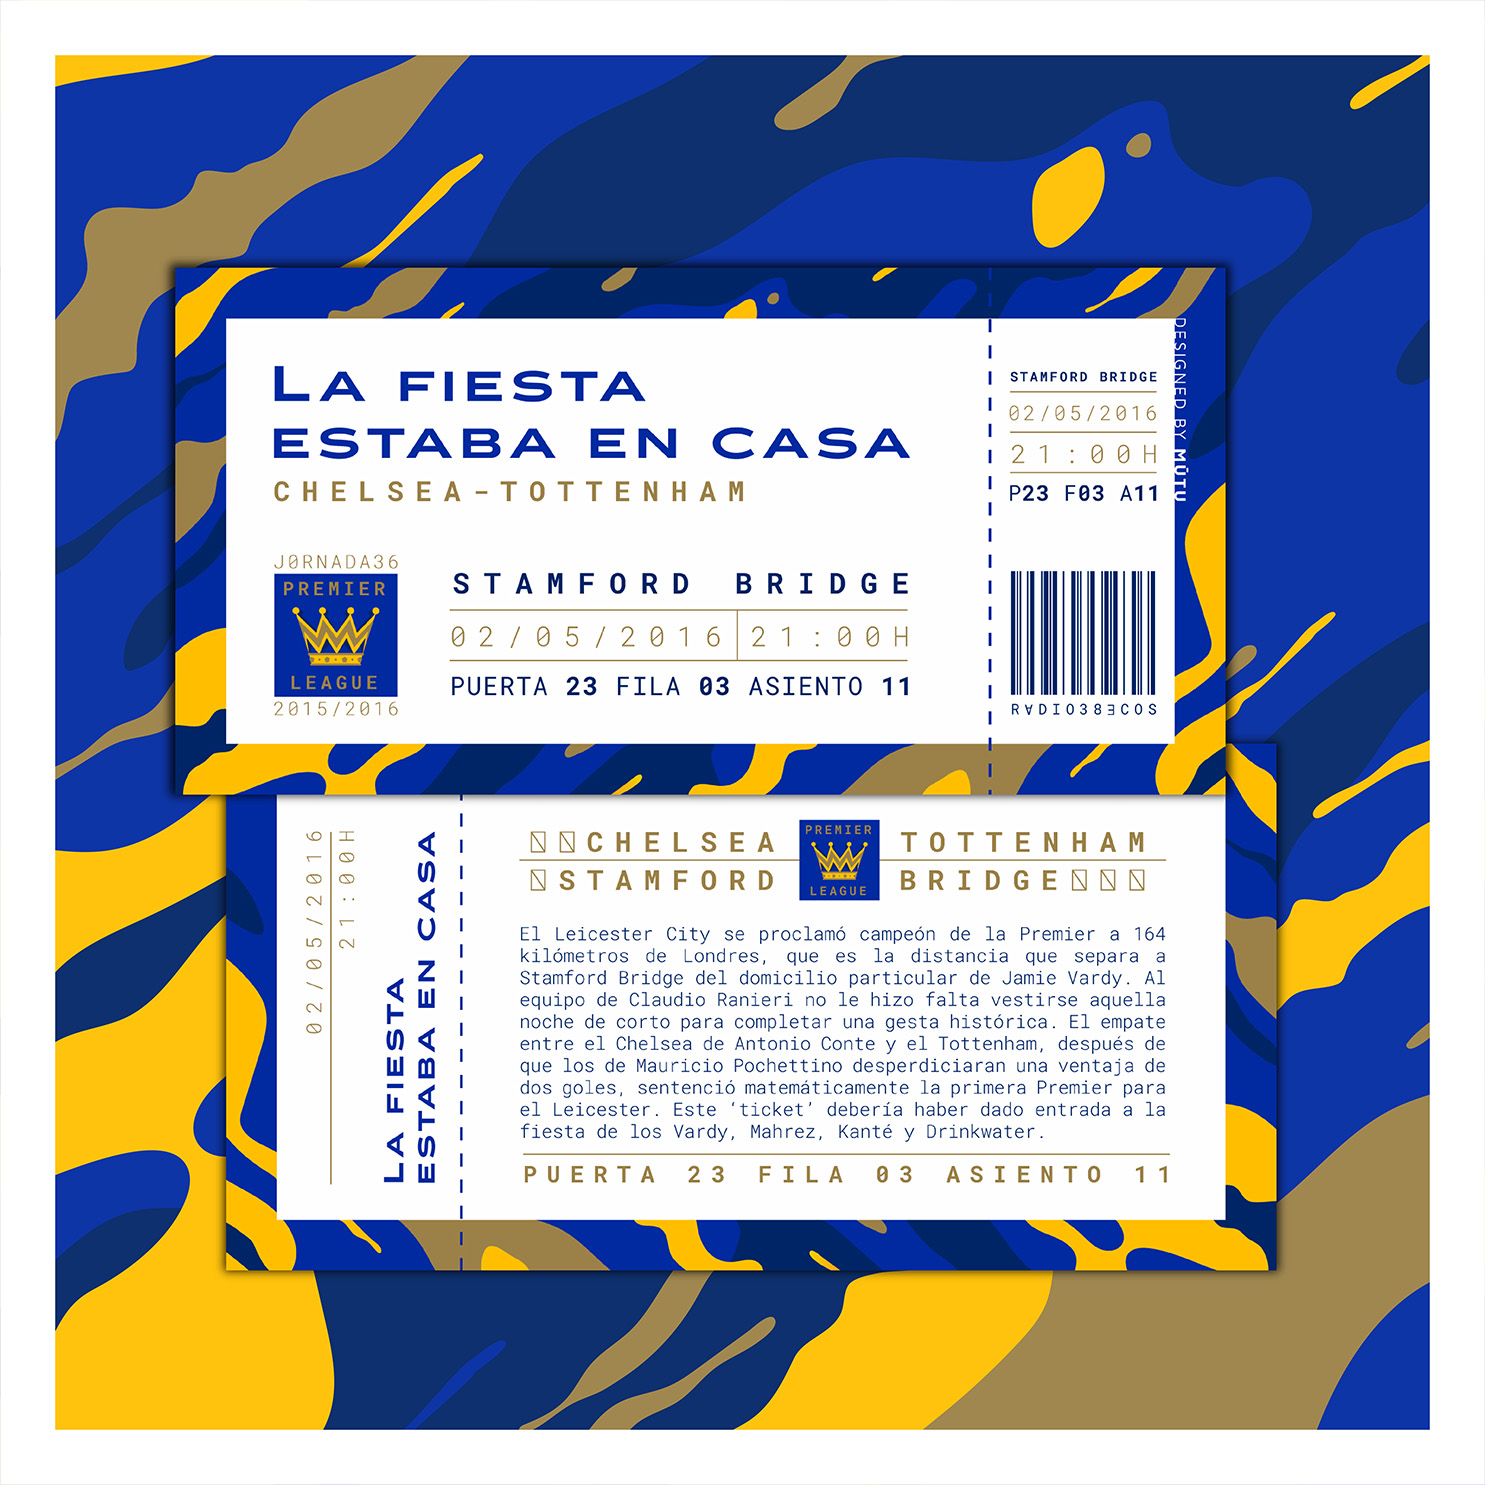 LA FIESTA
ESTABA EN CASA
CHELSEA-TOTTENHAM
J0RNADA36
PREMIER
LEAGUE
2015/2016
STAMFORD BRIDGE
02/05/2016 21:00H
PUERTA 23 FILA 03 ASIENTO 11
STAMFORD BRIDGE
02/05/2016
21:00H
P23 F03 A11
R∀DIO38ƎCOS
DESIGNED BY MŪTU
02/05/2016
21:00H
LA FIESTA
ESTABA EN CASA
CHELSEA TOTTENHAM
STAMFORD BRIDGE
PREMIER
LEAGUE
El Leicester City se proclamó campeón de la Premier a 164
kilómetros de Londres, que es la distancia que separa a
Stamford Bridge del domicilio particular de Jamie Vardy. Al
equipo de Claudio Ranieri no le hizo falta vestirse aquella
noche de corto para completar una gesta histórica. El empate
entre el Chelsea de Antonio Conte y el Tottenham, después de
que los de Mauricio Pochettino desperdiciaran una ventaja de
dos goles, sentenció matemáticamente la primera Premier para
el Leicester. Este ‘ticket’ debería haber dado entrada a la
fiesta de los Vardy, Mahrez, Kanté y Drinkwater.
PUERTA 23 FILA 03 ASIENTO 11